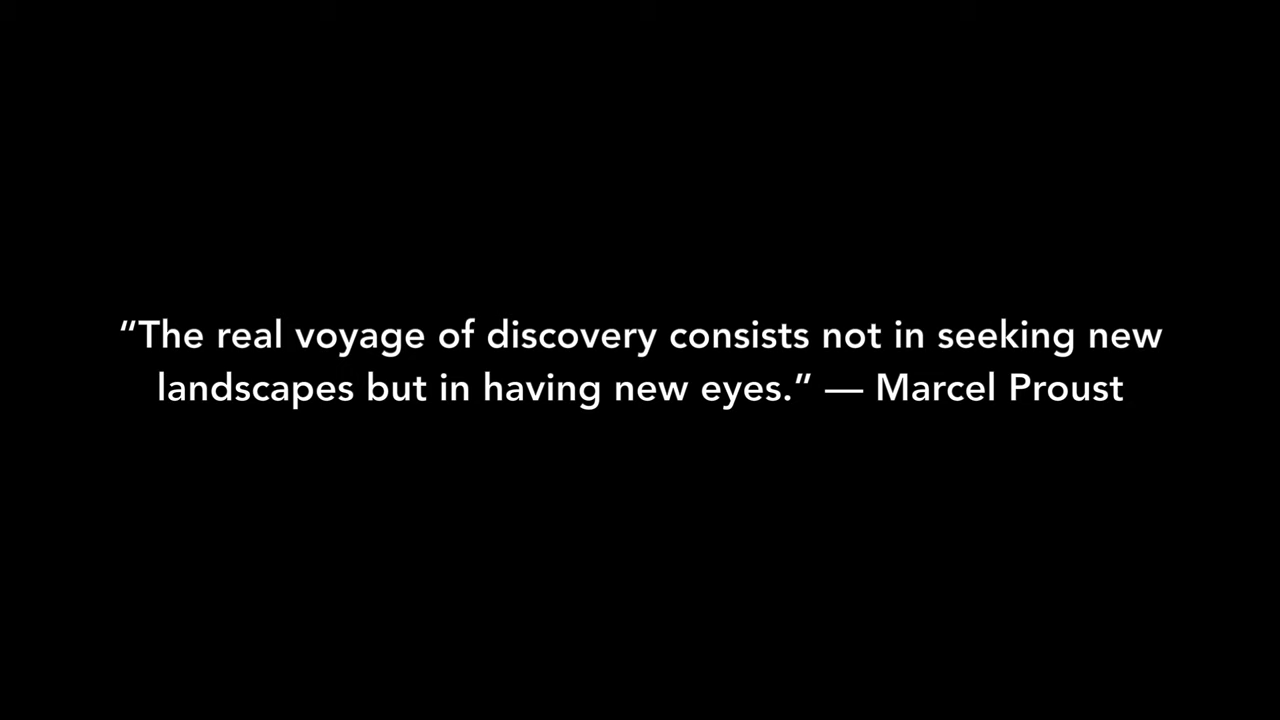 “The real voyage of discovery consists not in seeking new
landscapes but in having new eyes.” — Marcel Proust